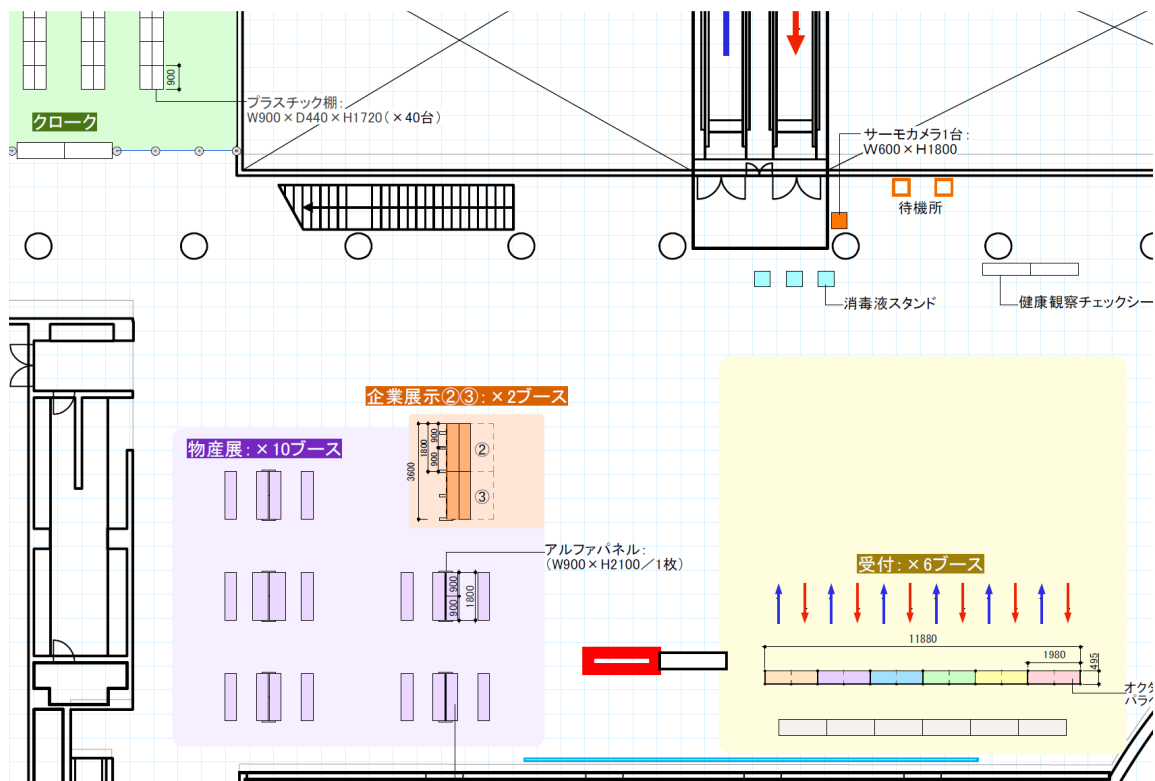 900
プラスチック棚:
W900×D440×H1720(×40台)
クローク
サーモカメラ1台:
W600×H1800
待機所
消毒液スタンド
健康観察チェックシー
企業展示②③:×2ブース
物産展:×10ブース
3600
1800
900
900
②
③
アルファパネル:
(W900×H2100/1枚)
900
900
1800
受付:×6ブース
11880
1980
495
オクタ
パラペ